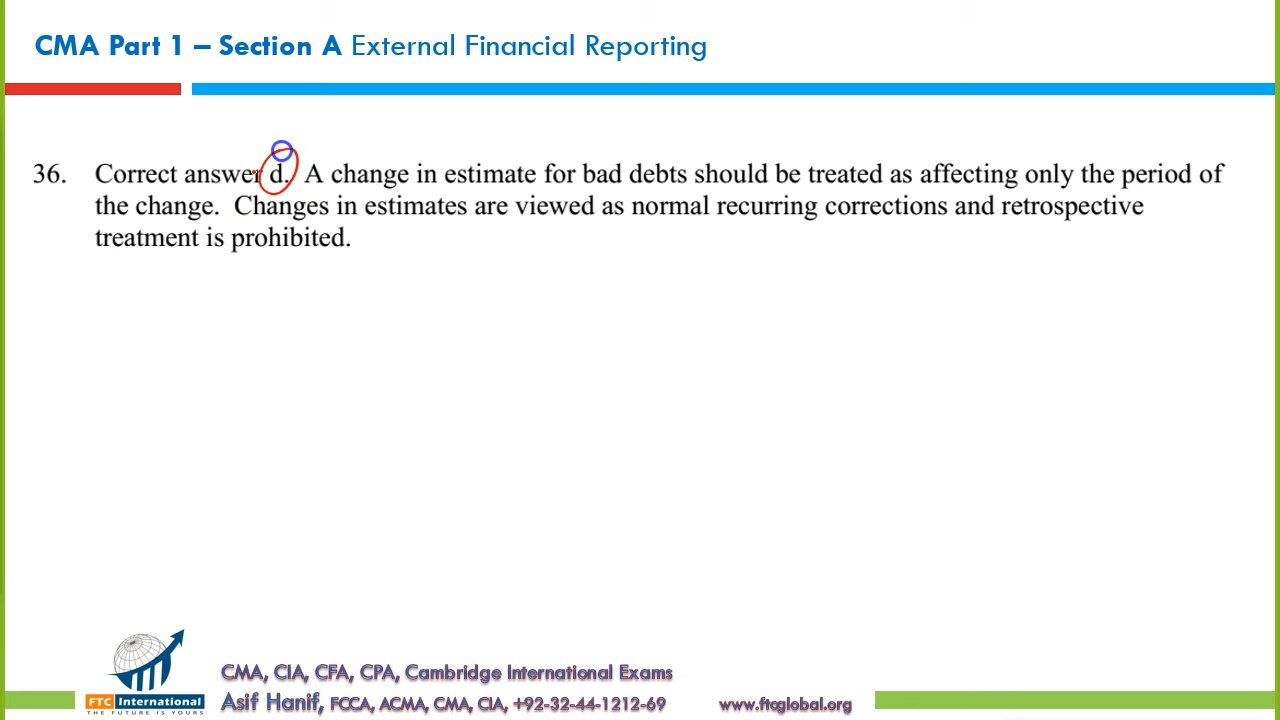 CMA Part 1 – Section A External Financial Reporting
36. Correct answer d. A change in estimate for bad debts should be treated as affecting only the period of
the change. Changes in estimates are viewed as normal recurring corrections and retrospective
treatment is prohibited.
CMA, CIA, CFA, CPA, Cambridge International Exams
FTC International
Asif Hanif, FCCA, ACMA, CMA, CIA, +92-32-44-1212-69 www.ftcglobal.org
THE FUTURE IS YOURS